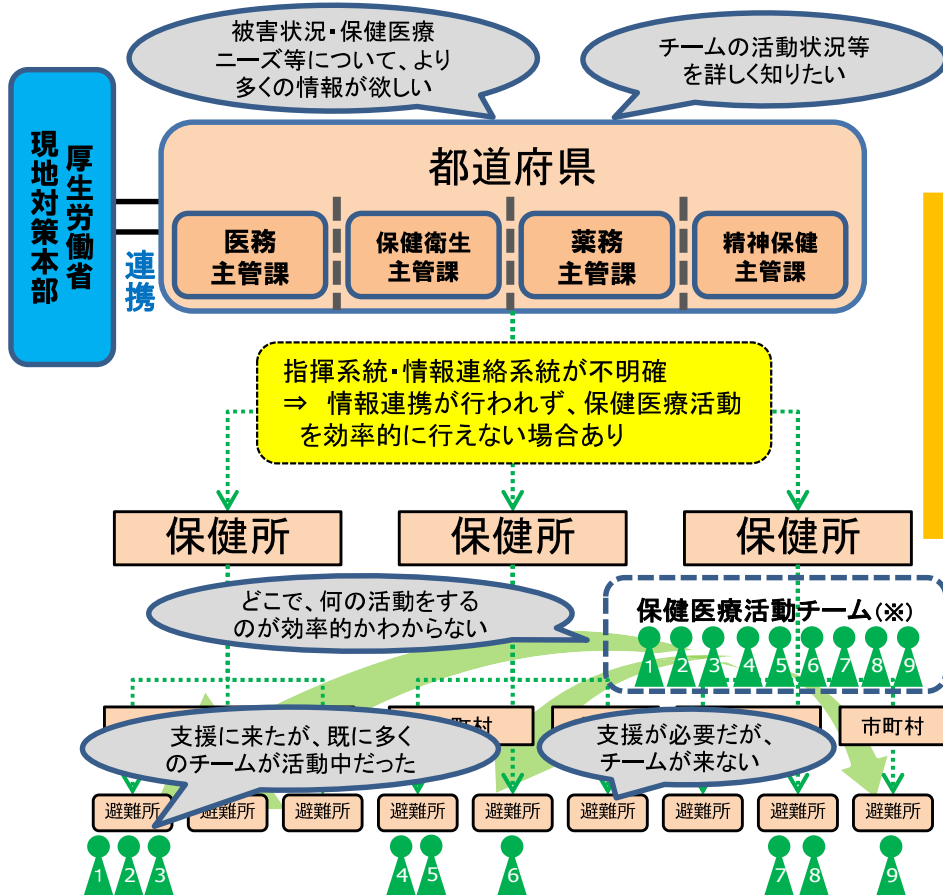 被害状況・保健医療
ニーズ等について、より
多くの情報が欲しい
チームの活動状況等
を詳しく知りたい
厚生労働省
現地対策本部
連携
都道府県
医務
主管課
保健衛生
主管課
薬務
主管課
精神保健
主管課
指揮系統・情報連絡系統が不明確
⇒ 情報連携が行われず、保健医療活動
を効率的に行えない場合あり
保健所
保健所
保健所
どこで、何の活動をする
のが効率的かわからない
保健医療活動チーム(※)
1 2 3 4 5 6 7 8 9
町村
市町村
支援に来たが、既に多く
のチームが活動中だった
支援が必要だが、
チームが来ない
避難所 避難所 避難所 避難所 避難所 避難所 避難所 避難所 避難所
1 2 3 4 5 6 7 8 9